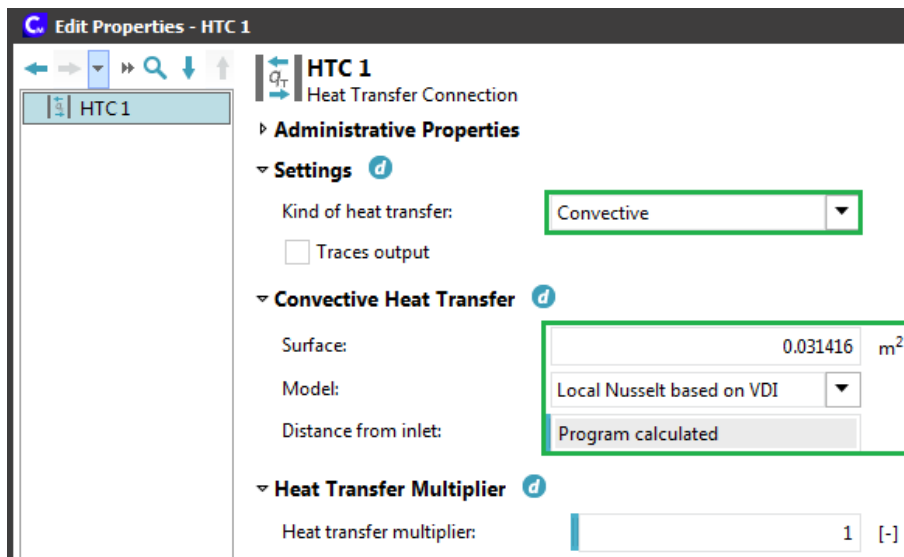 Edit Properties - HTC 1
HTC 1
HTC 1
Heat Transfer Connection
Administrative Properties
Settings d
Kind of heat transfer: Convective
Traces output
Convective Heat Transfer d
Surface: 0.031416 m²
Model: Local Nusselt based on VDI
Distance from inlet: Program calculated
Heat Transfer Multiplier d
Heat transfer multiplier: 1 [-]